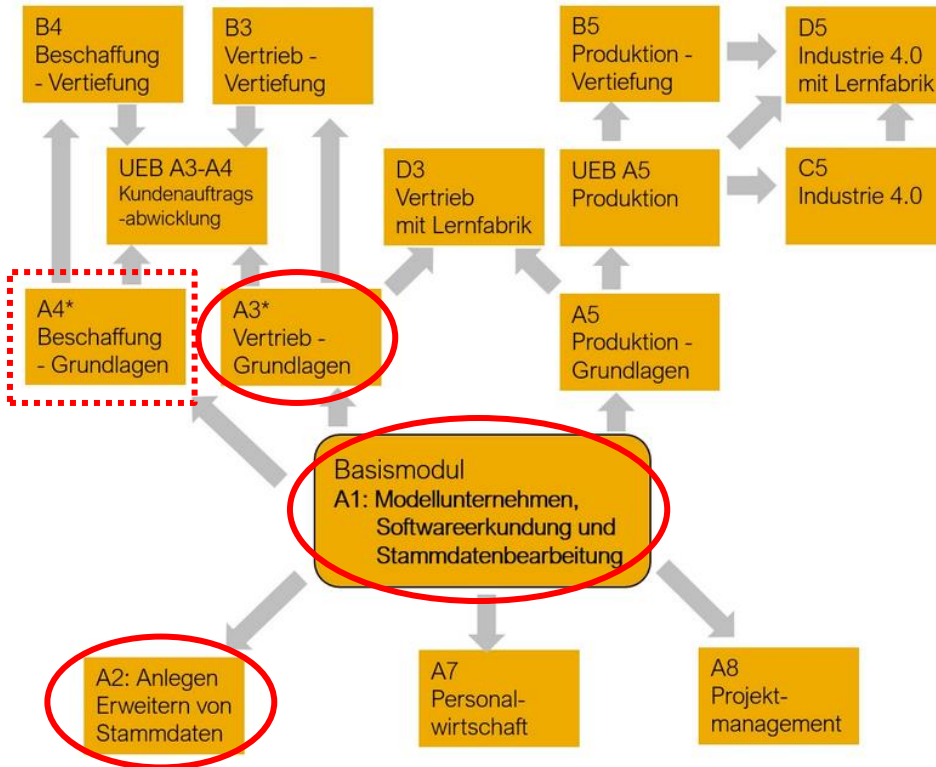 B4
Beschaffung
- Vertiefung
B3
Vertrieb -
Vertiefung
B5
Produktion -
Vertiefung
D5
Industrie 4.0
mit Lernfabrik
UEB A3-A4
Kundenauftrags
-abwicklung
D3
Vertrieb
mit Lernfabrik
UEB A5
Produktion
C5
Industrie 4.0
A4*
Beschaffung
- Grundlagen
A3*
Vertrieb -
Grundlagen
A5
Produktion -
Grundlagen
Basismodul
A1: Modellunternehmen,
Softwareerkundung und
Stammdatenbearbeitung
A2: Anlegen
Erweitern von
Stammdaten
A7
Personal-
wirtschaft
A8
Projekt-
management